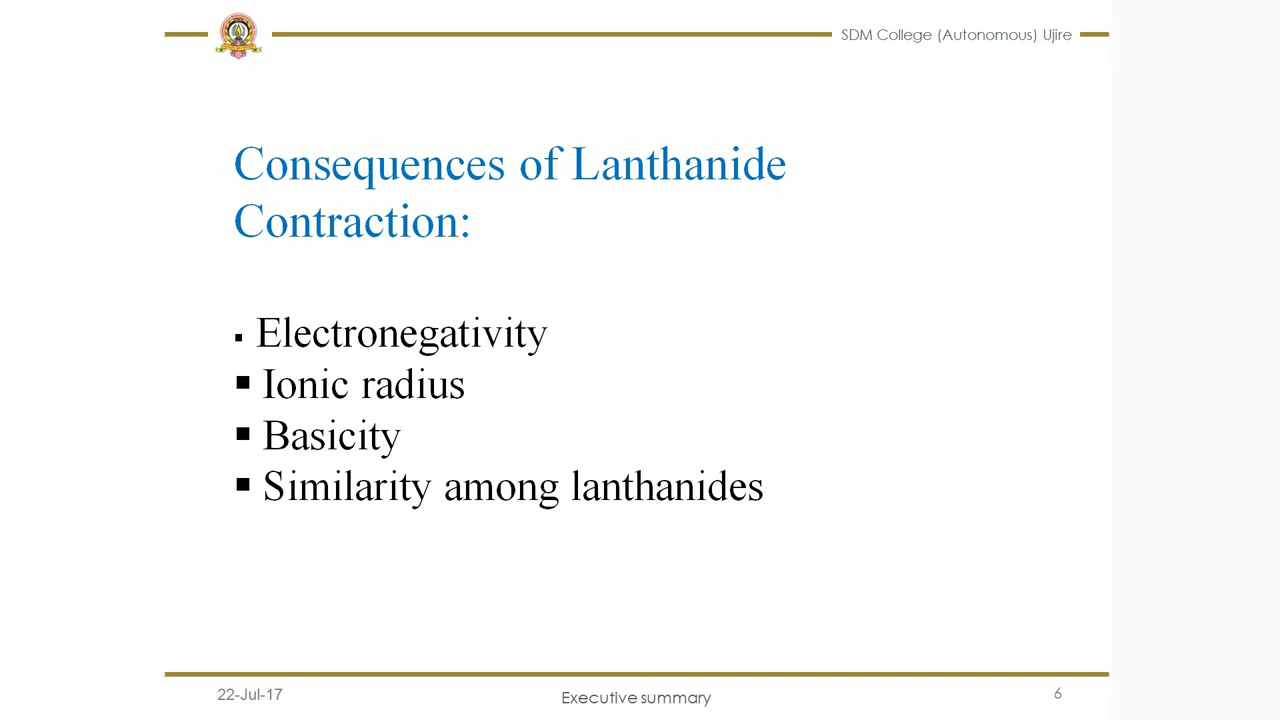 SDM College (Autonomous) Ujire
Consequences of Lanthanide
Contraction:
▪ Electronegativity
▪ Ionic radius
▪ Basicity
▪ Similarity among lanthanides
22-Jul-17
Executive summary
6